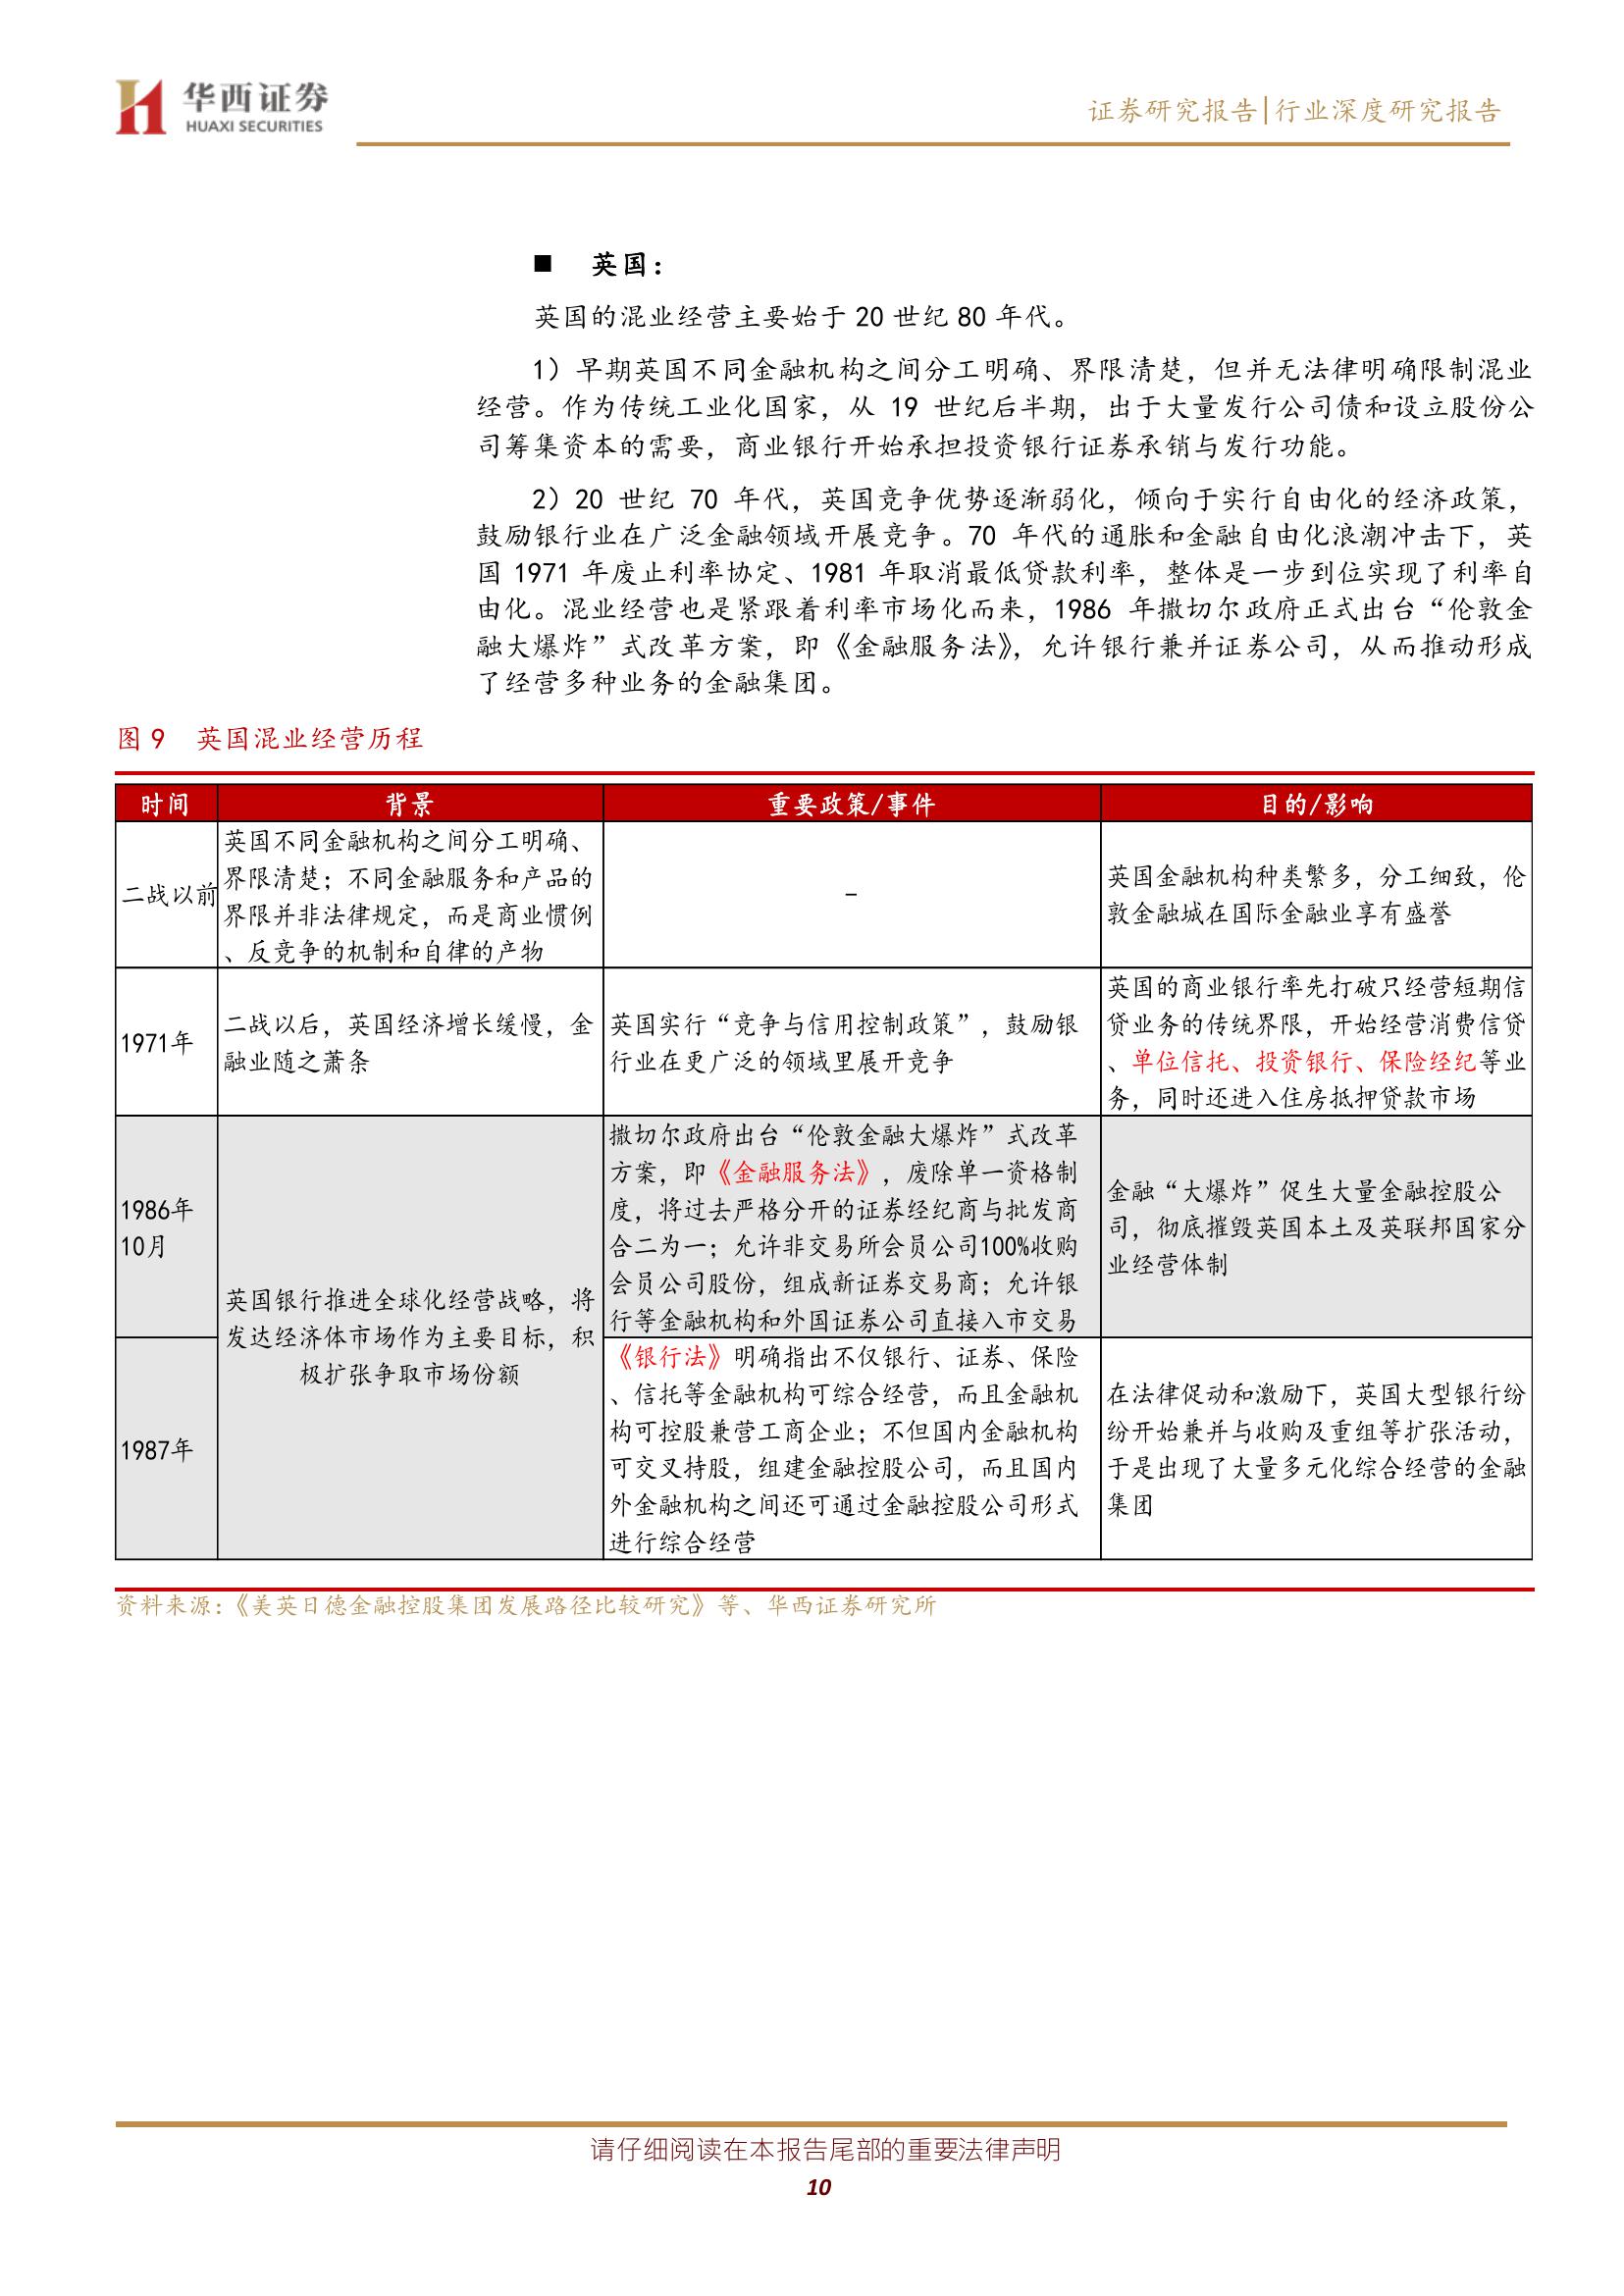 华西证券
HUAXI SECURITIES
证券研究报告|行业深度研究报告
■ 英国：
英国的混业经营主要始于 20 世纪 80 年代。
1）早期英国不同金融机构之间分工明确、界限清楚，但并无法律明确限制混业
经营。作为传统工业化国家，从 19 世纪后半期，出于大量发行公司债和设立股份公
司筹集资本的需要，商业银行开始承担投资银行证券承销与发行功能。
2）20 世纪 70 年代，英国竞争优势逐渐弱化，倾向于实行自由化的经济政策，
鼓励银行业在广泛金融领域开展竞争。70 年代的通胀和金融自由化浪潮冲击下，英
国 1971 年废止利率协定、1981 年取消最低贷款利率，整体是一步到位实现了利率自
由化。混业经营也是紧跟着利率市场化而来，1986 年撒切尔政府正式出台“伦敦金
融大爆炸”式改革方案，即《金融服务法》，允许银行兼并证券公司，从而推动形成
了经营多种业务的金融集团。
图 9 英国混业经营历程
时间 背景 重要政策/事件 目的/影响
二战以前
英国不同金融机构之间分工明确、
界限清楚；不同金融服务和产品的
界限并非法律规定，而是商业惯例
、反竞争的机制和自律的产物
-
英国金融机构种类繁多，分工细致，伦
敦金融城在国际金融业享有盛誉
1971年
二战以后，英国经济增长缓慢，金
融业随之萧条
英国实行“竞争与信用控制政策”，鼓励银
行业在更广泛的领域里展开竞争
英国的商业银行率先打破只经营短期信
贷业务的传统界限，开始经营消费信贷
、单位信托、投资银行、保险经纪等业
务，同时还进入住房抵押贷款市场
1986年
10月
英国银行推进全球化经营战略，将
发达经济体市场作为主要目标，积
极扩张争取市场份额
撒切尔政府出台“伦敦金融大爆炸”式改革
方案，即《金融服务法》，废除单一资格制
度，将过去严格分开的证券经纪商与批发商
合二为一；允许非交易所会员公司100%收购
会员公司股份，组成新证券交易商；允许银
行等金融机构和外国证券公司直接入市交易
金融“大爆炸”促生大量金融控股公
司，彻底摧毁英国本土及英联邦国家分
业经营体制
1987年
《银行法》明确指出不仅银行、证券、保险
、信托等金融机构可综合经营，而且金融机
构可控股兼营工商企业；不但国内金融机构
可交叉持股，组建金融控股公司，而且国内
外金融机构之间还可通过金融控股公司形式
进行综合经营
在法律促动和激励下，英国大型银行纷
纷开始兼并与收购及重组等扩张活动，
于是出现了大量多元化综合经营的金融
集团
资料来源：《美英日德金融控股集团发展路径比较研究》等、华西证券研究所
请仔细阅读在本报告尾部的重要法律声明
10